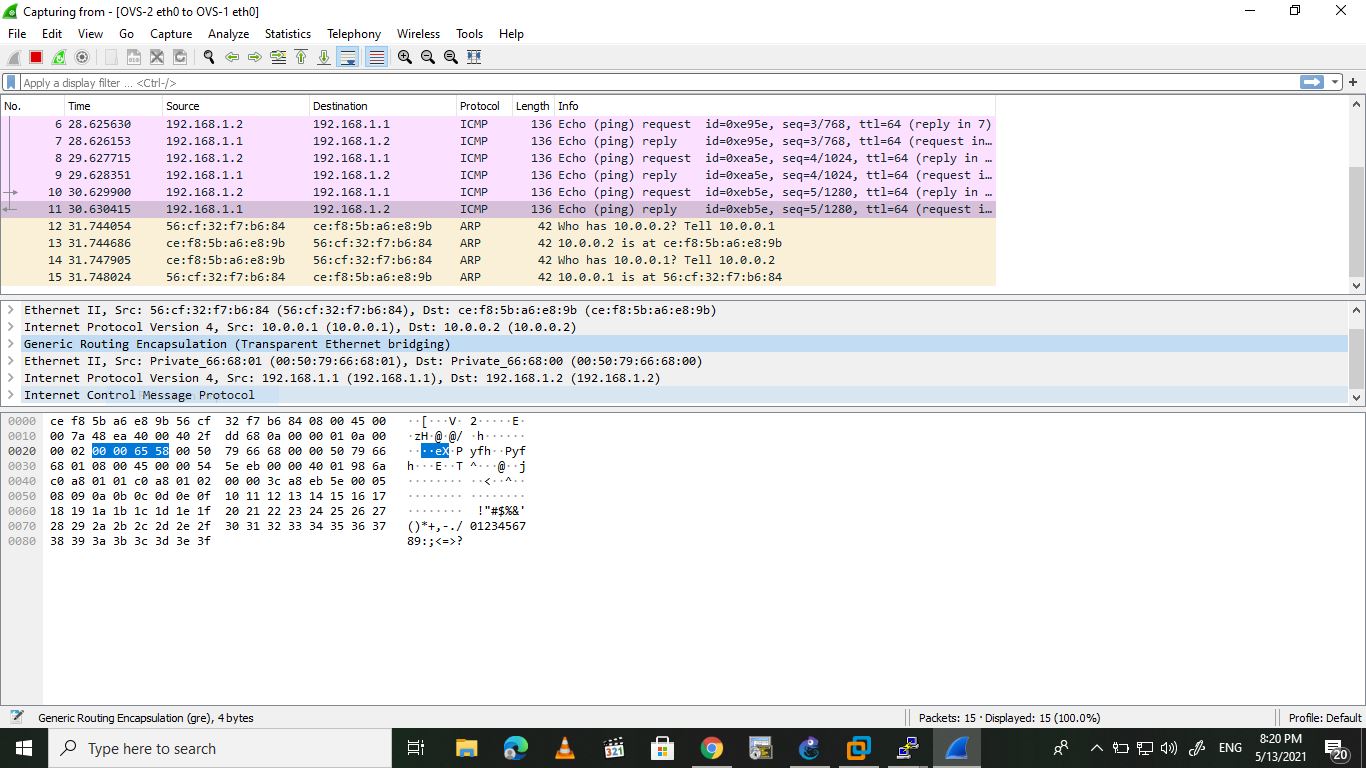 Capturing from - [OVS-2 eth0 to OVS-1 eth0]
File Edit View Go Capture Analyze Statistics Telephony Wireless Tools Help
Apply a display filter ... <Ctrl-/>
No. Time Source Destination Protocol Length Info
6 28.625630 192.168.1.2 192.168.1.1 ICMP 136 Echo (ping) request id=0xe95e, seq=3/768, ttl=64 (reply in 7)
7 28.626153 192.168.1.1 192.168.1.2 ICMP 136 Echo (ping) reply id=0xe95e, seq=3/768, ttl=64 (request in…
8 29.627715 192.168.1.2 192.168.1.1 ICMP 136 Echo (ping) request id=0xea5e, seq=4/1024, ttl=64 (reply in …
9 29.628351 192.168.1.1 192.168.1.2 ICMP 136 Echo (ping) reply id=0xea5e, seq=4/1024, ttl=64 (request i…
10 30.629900 192.168.1.2 192.168.1.1 ICMP 136 Echo (ping) request id=0xeb5e, seq=5/1280, ttl=64 (reply in …
11 30.630415 192.168.1.1 192.168.1.2 ICMP 136 Echo (ping) reply id=0xeb5e, seq=5/1280, ttl=64 (request i…
12 31.744054 56:cf:32:f7:b6:84 ce:f8:5b:a6:e8:9b ARP 42 Who has 10.0.0.2? Tell 10.0.0.1
13 31.744686 ce:f8:5b:a6:e8:9b 56:cf:32:f7:b6:84 ARP 42 10.0.0.2 is at ce:f8:5b:a6:e8:9b
14 31.747905 ce:f8:5b:a6:e8:9b 56:cf:32:f7:b6:84 ARP 42 Who has 10.0.0.1? Tell 10.0.0.2
15 31.748024 56:cf:32:f7:b6:84 ce:f8:5b:a6:e8:9b ARP 42 10.0.0.1 is at 56:cf:32:f7:b6:84
Ethernet II, Src: 56:cf:32:f7:b6:84 (56:cf:32:f7:b6:84), Dst: ce:f8:5b:a6:e8:9b (ce:f8:5b:a6:e8:9b)
Internet Protocol Version 4, Src: 10.0.0.1 (10.0.0.1), Dst: 10.0.0.2 (10.0.0.2)
Generic Routing Encapsulation (Transparent Ethernet bridging)
Ethernet II, Src: Private_66:68:01 (00:50:79:66:68:01), Dst: Private_66:68:00 (00:50:79:66:68:00)
Internet Protocol Version 4, Src: 192.168.1.1 (192.168.1.1), Dst: 192.168.1.2 (192.168.1.2)
Internet Control Message Protocol
0000 ce f8 5b a6 e8 9b 56 cf 32 f7 b6 84 08 00 45 00 ··[···V· 2·····E·
0010 00 7a 48 ea 40 00 40 2f dd 68 0a 00 00 01 0a 00 ·zH·@·@/ ·h······
0020 00 02 00 00 65 58 00 50 79 66 68 00 00 50 79 66 ····eX·P yfh··Pyf
0030 68 01 08 00 45 00 00 54 5e eb 00 00 40 01 98 6a h···E··T ^···@··j
0040 c0 a8 01 01 c0 a8 01 02 00 00 3c a8 eb 5e 00 05 ········ ··<··^··
0050 08 09 0a 0b 0c 0d 0e 0f 10 11 12 13 14 15 16 17 ········ ········
0060 18 19 1a 1b 1c 1d 1e 1f 20 21 22 23 24 25 26 27 ········ !"#$%&'
0070 28 29 2a 2b 2c 2d 2e 2f 30 31 32 33 34 35 36 37 ()*+,-./ 01234567
0080 38 39 3a 3b 3c 3d 3e 3f 89:;<=>?
Generic Routing Encapsulation (gre), 4 bytes Packets: 15 · Displayed: 15 (100.0%) Profile: Default
Type here to search 321 ENG 8:20 PM
5/13/2021 20